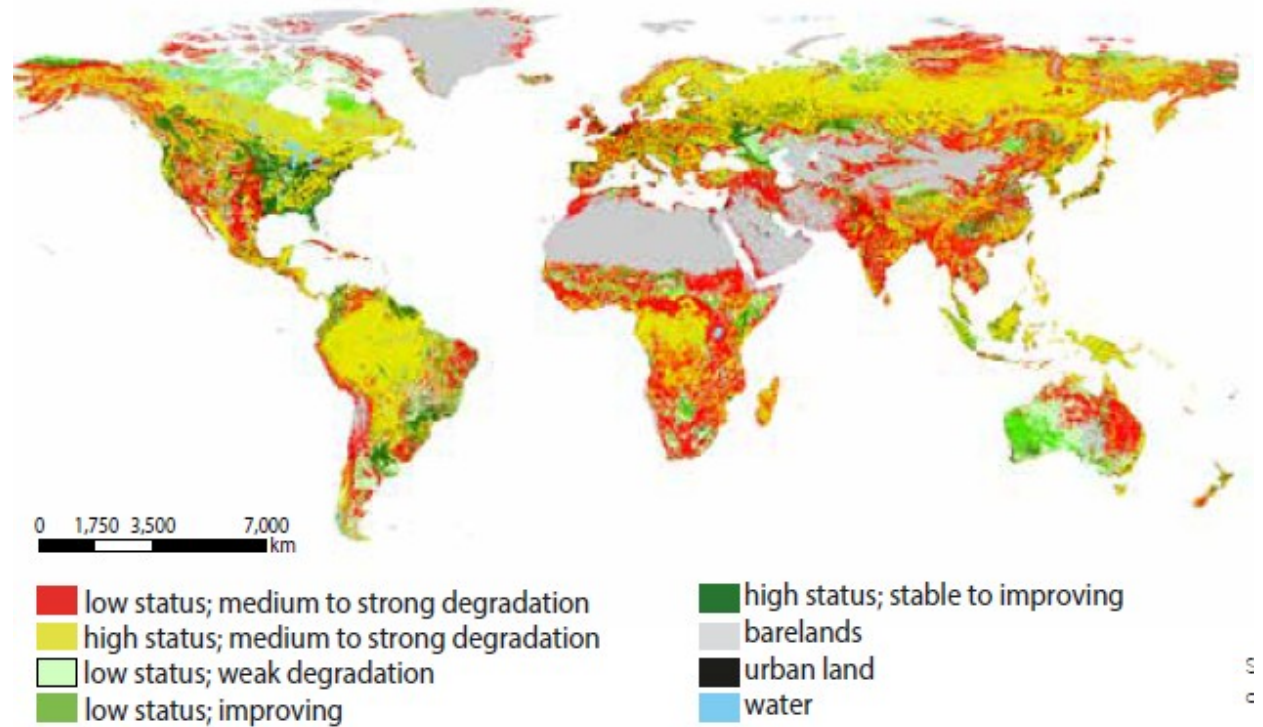 0 1,750 3,500 7,000
km
low status; medium to strong degradation
high status; medium to strong degradation
low status; weak degradation
low status; improving
high status; stable to improving
barelands
urban land
water